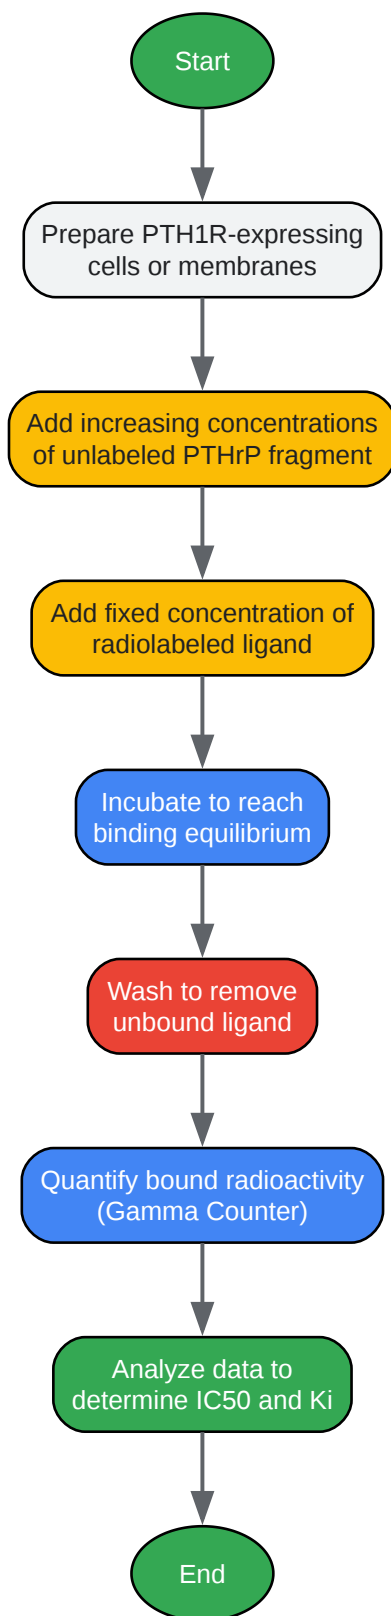 Start
Prepare PTH1R-expressing
cells or membranes
Add increasing concentrations
of unlabeled PTHrP fragment
Add fixed concentration of
radiolabeled ligand
Incubate to reach
binding equilibrium
Wash to remove
unbound ligand
Quantify bound radioactivity
(Gamma Counter)
Analyze data to
determine IC50 and Ki
End